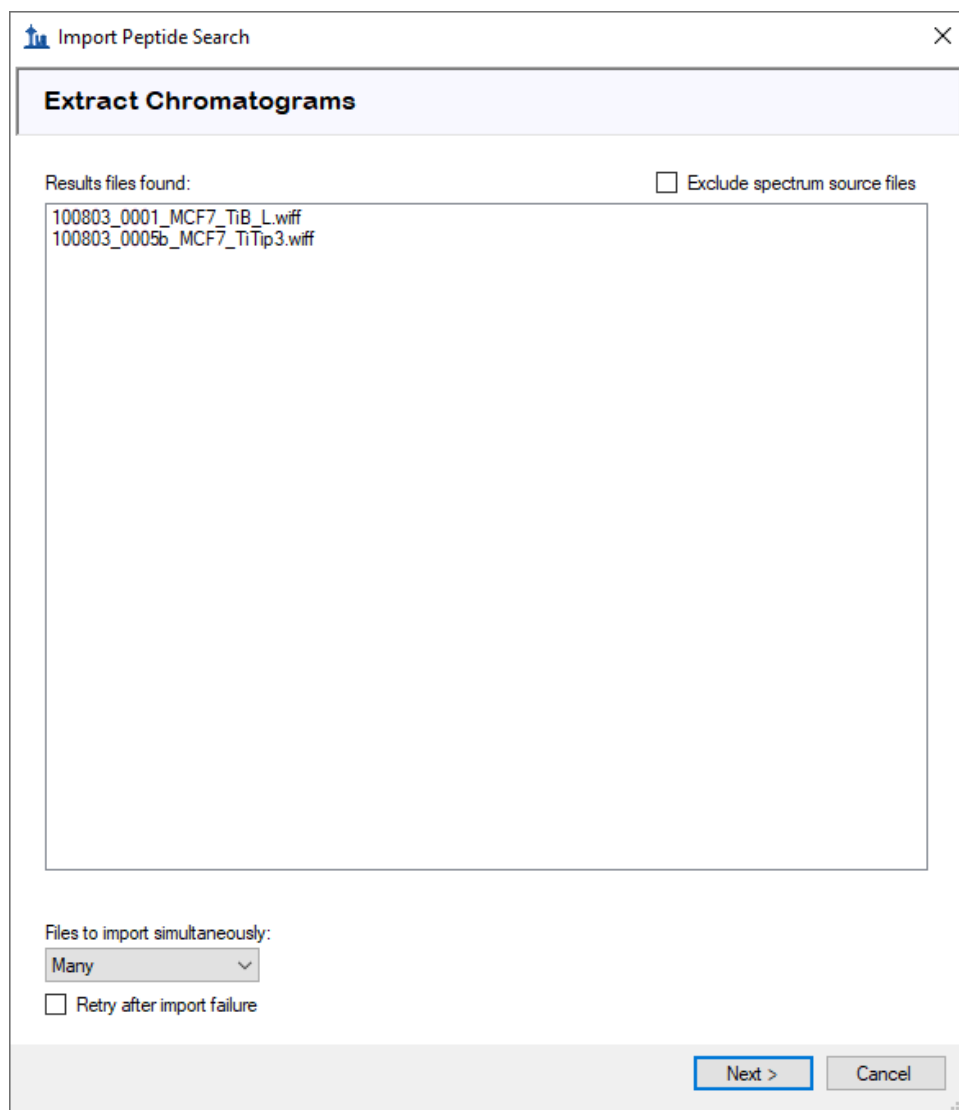 Import Peptide Search
Extract Chromatograms
Results files found:
Exclude spectrum source files
100803_0001_MCF7_TiB_L.wiff
100803_0005b_MCF7_TiTip3.wiff
Files to import simultaneously:
Many
Retry after import failure
Next >
Cancel